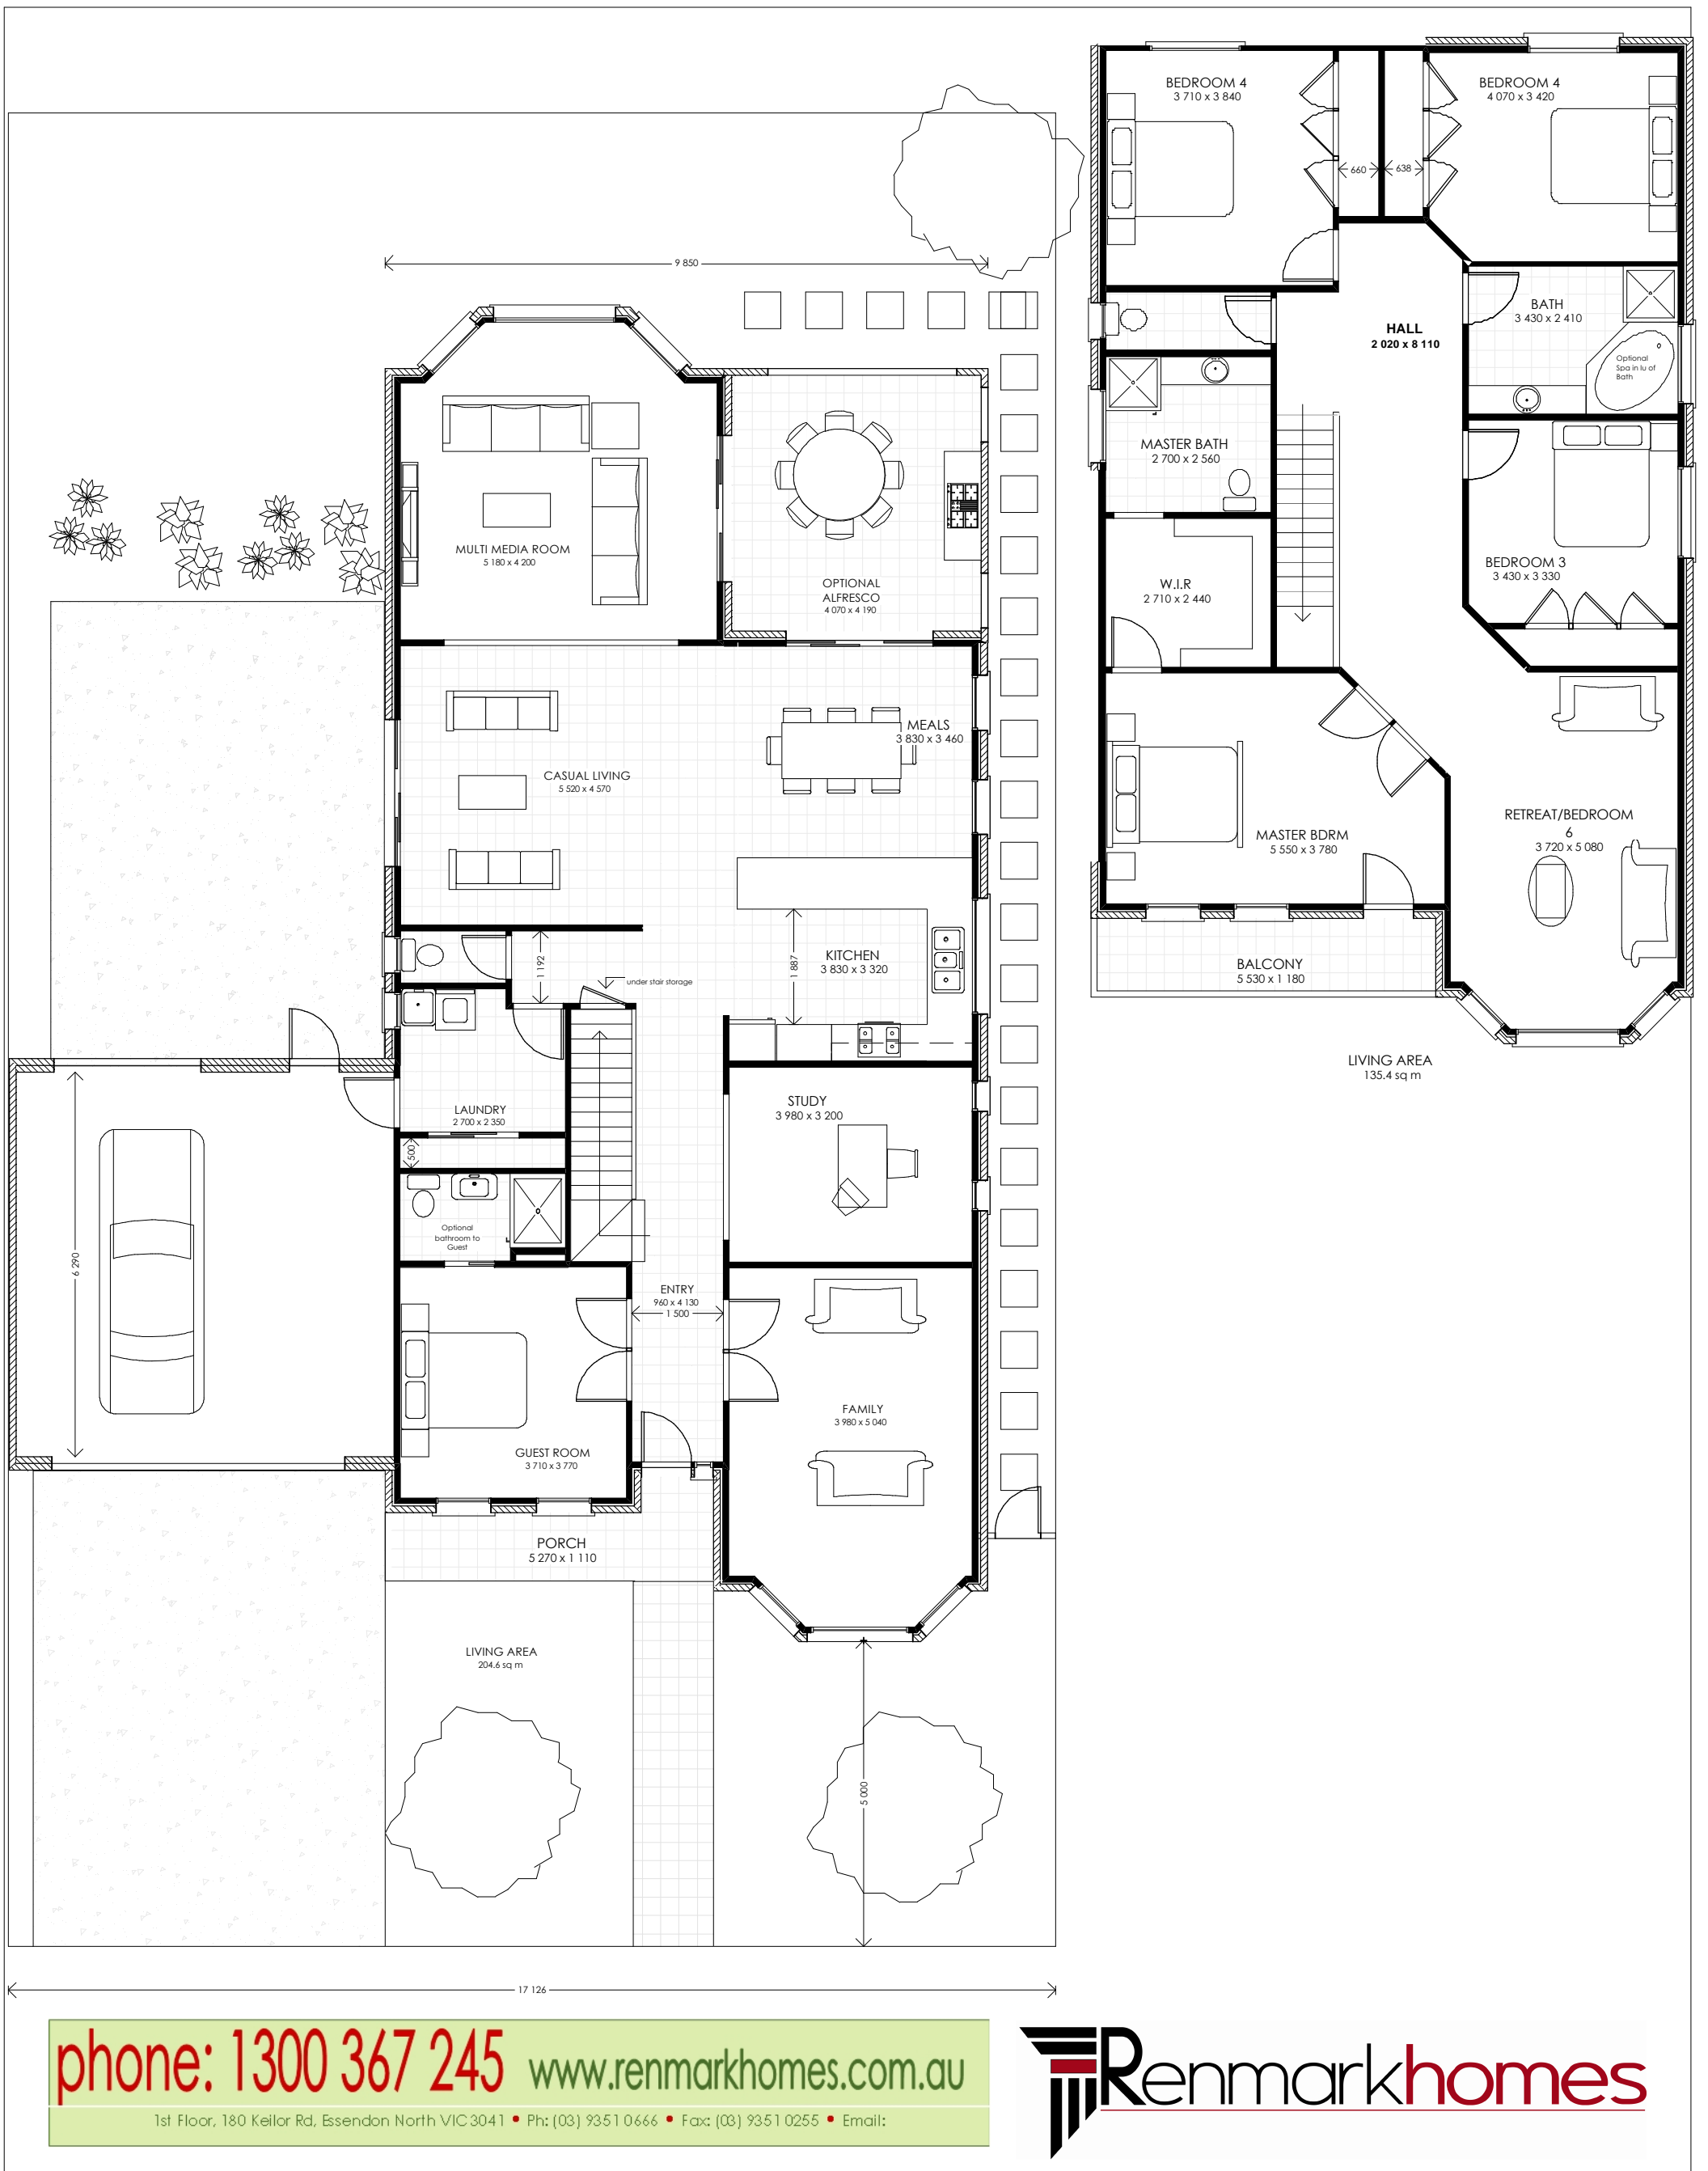 BEDROOM 4
3 710 x 3 840
BEDROOM 4
4 070 x 3 420
660
638
9 850
BATH
3 430 x 2 410
HALL
2 020 x 8 110
Optional
Spa in lu of
Bath
MASTER BATH
2 700 x 2 560
MULTI MEDIA ROOM
5 180 x 4 200
OPTIONAL
ALFRESCO
4 070 x 4 190
W.I.R
2 710 x 2 440
BEDROOM 3
3 430 x 3 330
MEALS
3 830 x 3 460
CASUAL LIVING
5 520 x 4 570
RETREAT/BEDROOM
6
3 720 x 5 080
MASTER BDRM
5 550 x 3 780
1 192
1 887
KITCHEN
3 830 x 3 320
under stair storage
BALCONY
5 530 x 1 180
LIVING AREA
135.4 sq m
LAUNDRY
2 700 x 2 350
STUDY
3 980 x 3 200
500
Optional
bathroom to
Guest
6 290
ENTRY
960 x 4 130
1 500
FAMILY
3 980 x 5 040
GUEST ROOM
3 710 x 3 770
PORCH
5 270 x 1 110
LIVING AREA
204.6 sq m
5 000
17 126
phone: 1300 367 245 www.renmarkhomes.com.au
1st Floor, 180 Keilor Rd, Essendon North VIC 3041 • Ph: (03) 9351 0666 • Fax: (03) 9351 0255 • Email:
Renmarkhomes